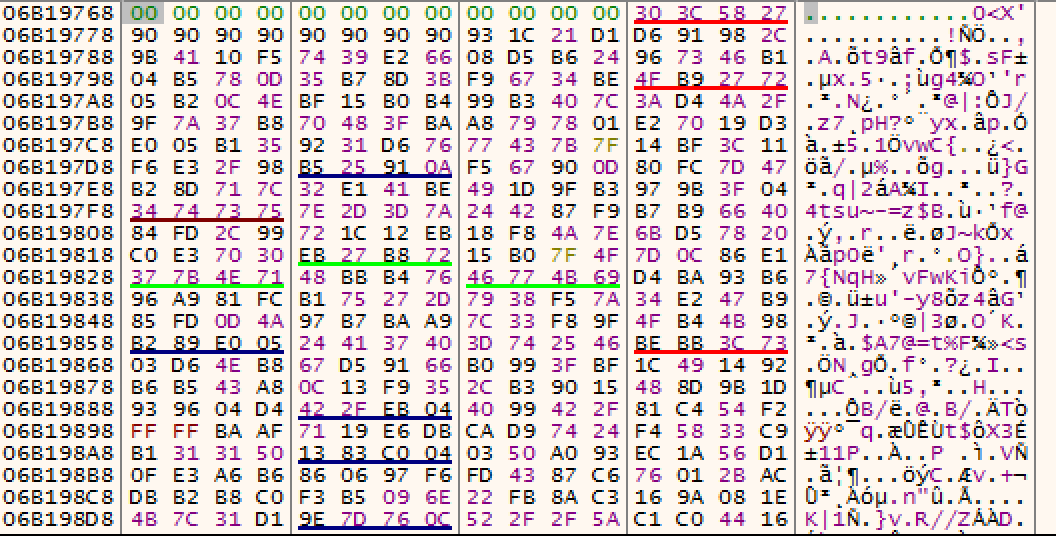 06B19768 00 00 00 00 00 00 00 00 00 00 00 00 30 3C 58 27 ............0<X'
06B19778 90 90 90 90 90 90 90 90 93 1C 21 D1 D6 91 98 2C ..........!ÑÖ..,
06B19788 9B 41 10 F5 74 39 E2 66 08 D5 B6 24 96 73 46 B1 .A.õt9âf.Õ¶$.sF±
06B19798 04 B5 78 0D 35 B7 8D 3B F9 67 34 BE 4F B9 27 72 .µx.5·.;ùg4¾O¹'r
06B197A8 05 B2 0C 4E BF 15 B0 B4 99 B3 40 7C 3A D4 4A 2F .².N¿.°´.³@|:ÔJ/
06B197B8 9F 7A 37 B8 70 48 3F BA A8 79 78 01 E2 70 19 D3 .z7¸pH?º¨yx.âp.Ó
06B197C8 E0 05 B1 35 92 31 D6 76 77 43 7B 7F 14 BF 3C 11 à.±5.1ÖvwC{..¿<.
06B197D8 F6 E3 2F 98 B5 25 91 0A F5 67 90 0D 80 FC 7D 47 öã/.µ%..õg...ü}G
06B197E8 B2 8D 71 7C 32 E1 41 BE 49 1D 9F B3 97 9B 3F 04 ².q|2áA¾I..³..?.
06B197F8 34 74 73 75 7E 2D 3D 7A 24 42 87 F9 B7 B9 66 40 4tsu~-=z$B.ù·¹f@
06B19808 84 FD 2C 99 72 1C 12 EB 18 F8 4A 7E 6B D5 78 20 .ý,.r..ë.øJ~kÕx
06B19818 C0 E3 70 30 EB 27 B8 72 15 B0 7F 4F 7D 0C 86 E1 Àãp0ë'¸r.°.O}..á
06B19828 37 7B 4E 71 48 BB B4 76 46 77 4B 69 D4 BA 93 B6 7{NqH»´vFwKiÔº.¶
06B19838 96 A9 81 FC B1 75 27 2D 79 38 F5 7A 34 E2 47 B9 .©.ü±u'-y8õz4âG¹
06B19848 85 FD 0D 4A 97 B7 BA A9 7C 33 F8 9F 4F B4 4B 98 .ý.J.·º©|3ø.O´K.
06B19858 B2 89 E0 05 24 41 37 40 3D 74 25 46 BE BB 3C 73 ².à.$A7@=t%F¾»<s
06B19868 03 D6 4E B8 67 D5 91 66 B0 99 3F BF 1C 49 14 92 .ÖN¸gÕ.f°.?¿.I..
06B19878 B6 B5 43 A8 0C 13 F9 35 2C B3 90 15 48 8D 9B 1D ¶µC¨..ù5,³..H...
06B19888 93 96 04 D4 42 2F EB 04 40 99 42 2F 81 C4 54 F2 ...ÔB/ë.@.B/.ÄTò
06B19898 FF FF BA AF 71 19 E6 DB CA D9 74 24 F4 58 33 C9 ÿÿº¯q.æÛÊÙt$ôX3É
06B198A8 B1 31 31 50 13 83 C0 04 03 50 A0 93 EC 1A 56 D1 ±11P..À..P .ì.VÑ
06B198B8 0F E3 A6 B6 86 06 97 F6 FD 43 87 C6 76 01 2B AC .ã¦¶...öýC.Æv.+¬
06B198C8 DB B2 B8 C0 F3 B5 09 6E 22 FB 8A C3 16 9A 08 1E Û²¸Àóµ.n"û.Ã....
06B198D8 4B 7C 31 D1 9E 7D 76 0C 52 2F 2F 5A C1 C0 44 16 K|1Ñ.}v.R//ZÁÀD.